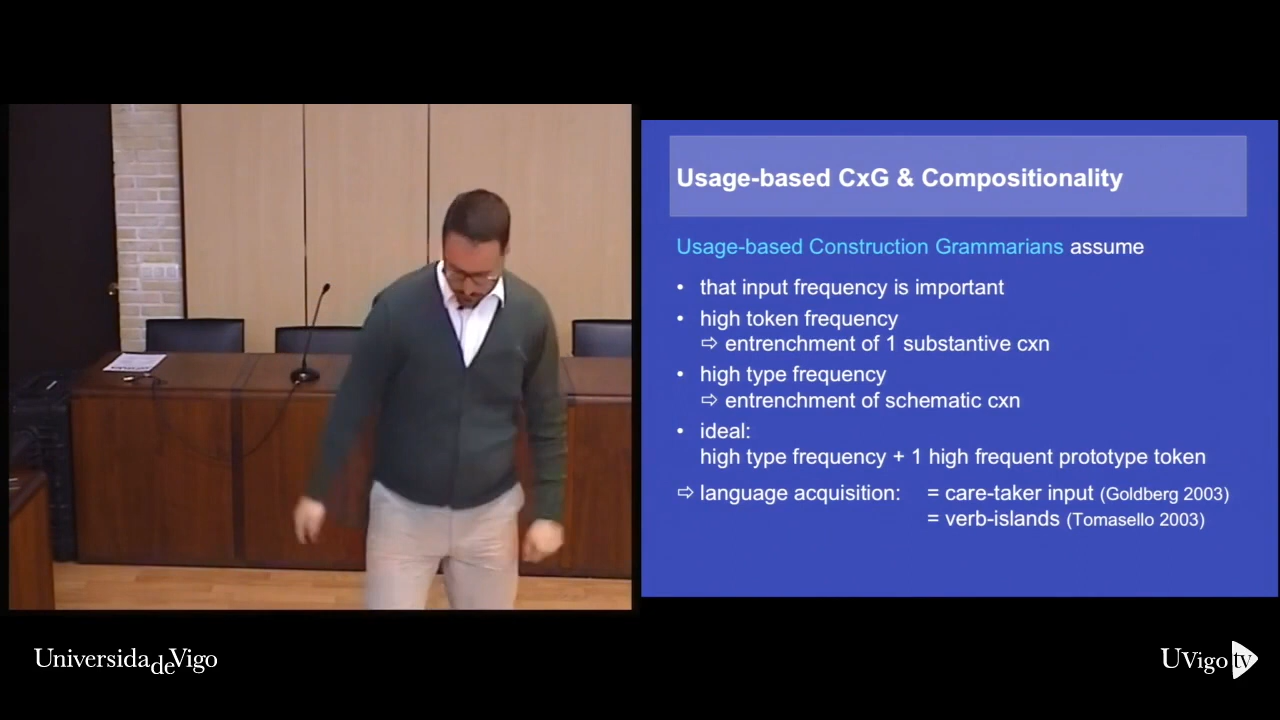 Usage-based CxG & Compositionality
Usage-based Construction Grammarians assume
• that input frequency is important
• high token frequency
⇨ entrenchment of 1 substantive cxn
• high type frequency
⇨ entrenchment of schematic cxn
• ideal:
high type frequency + 1 high frequent prototype token
⇨ language acquisition: = care-taker input (Goldberg 2003)
= verb-islands (Tomasello 2003)
UniversidadeVigo
UVigo tv